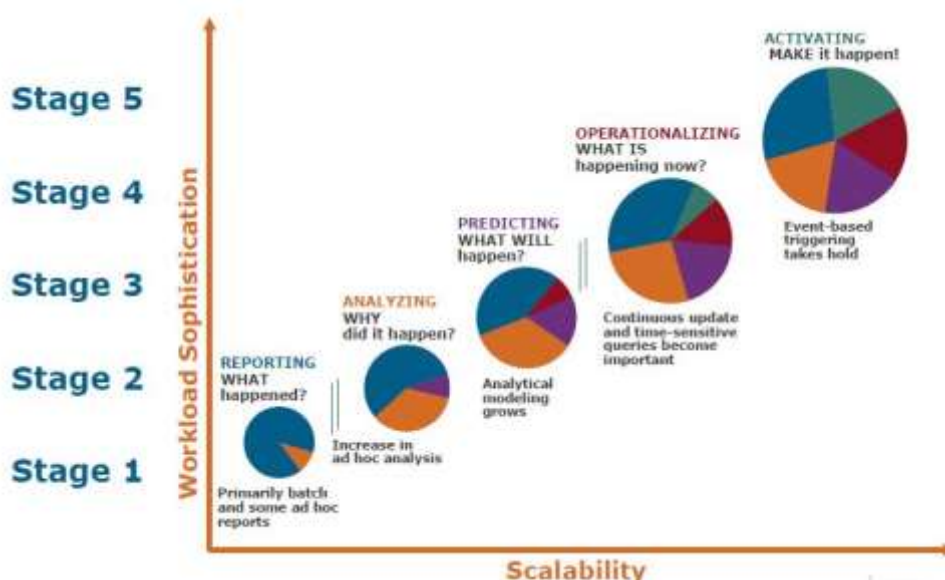 ACTIVATING
MAKE it happen!
Stage 5
OPERATIONALIZING
WHAT IS
happening now?
Stage 4
PREDICTING
WHAT WILL
happen?
Event-based
triggering
takes hold
Stage 3
ANALYZING
WHY
did it happen?
Continuous update
and time-sensitive
queries become
important
Stage 2
REPORTING
WHAT
happened?
Analytical
modeling
grows
Increase in
ad hoc analysis
Stage 1
Primarily batch
and some ad hoc
reports
Workload Sophistication
Scalability